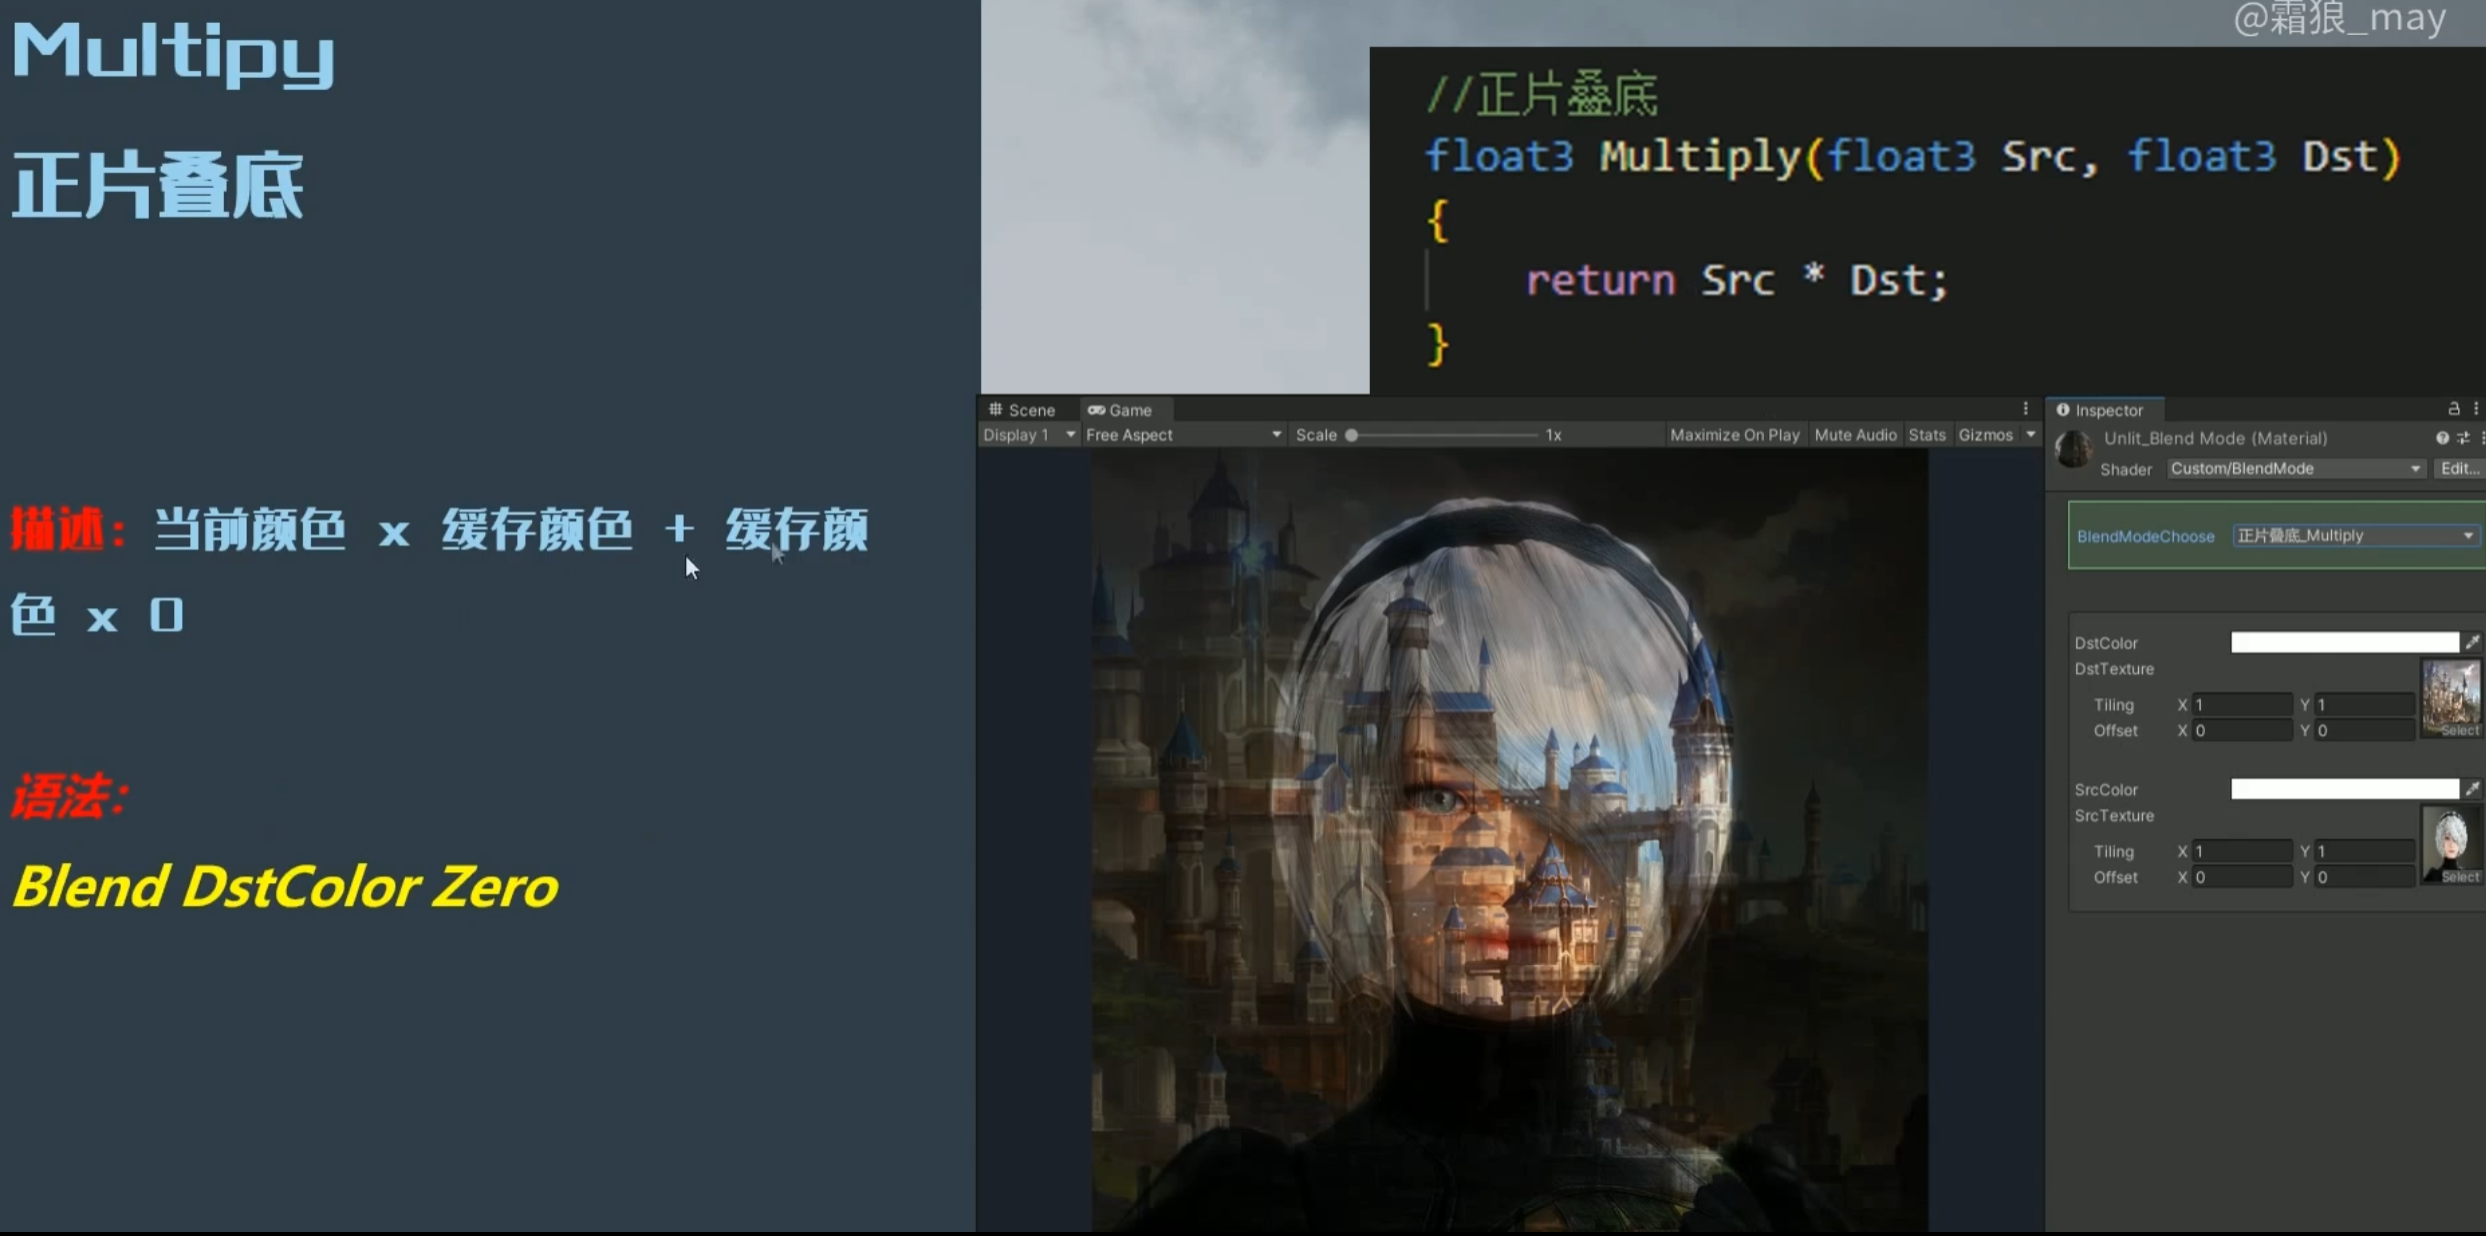 Multipy
正片叠底
描述：当前颜色 x 缓存颜色 + 缓存颜
色 x 0
语法：
Blend DstColor Zero
@霜狼_may
//正片叠底
float3 Multiply(float3 Src, float3 Dst)
{
return Src * Dst;
}
Scene Game
Display 1 Free Aspect Scale 1x Maximize On Play Mute Audio Stats Gizmos
Inspector
Unlit_Blend Mode (Material)
Shader Custom/BlendMode Edit...
BlendModeChoose 正片叠底_Multiply
DstColor
DstTexture
Tiling X 1 Y 1
Offset X 0 Y 0 Select
SrcColor
SrcTexture
Tiling X 1 Y 1
Offset X 0 Y 0 Select